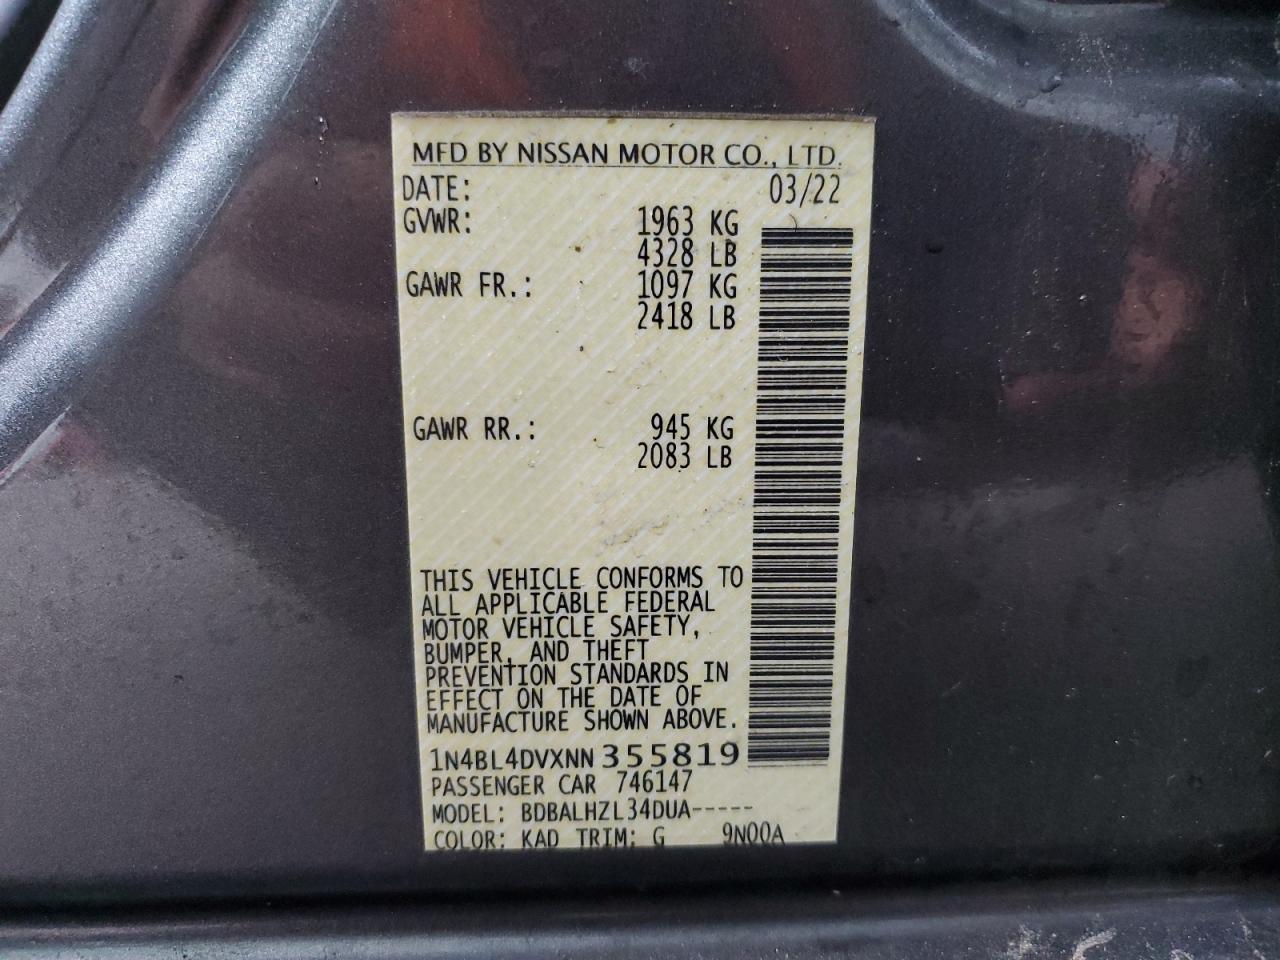 MFD BY NISSAN MOTOR CO., LTD.
DATE: 03/22
GVWR: 1963 KG
4328 LB
GAWR FR.: 1097 KG
2418 LB
GAWR RR.: 945 KG
2083 LB
THIS VEHICLE CONFORMS TO
ALL APPLICABLE FEDERAL
MOTOR VEHICLE SAFETY,
BUMPER, AND THEFT
PREVENTION STANDARDS IN
EFFECT ON THE DATE OF
MANUFACTURE SHOWN ABOVE.
1N4BL4DVXNN355819
PASSENGER CAR 746147
MODEL: BDBALHZL34DUA-----
COLOR: KAD TRIM: G 9N00A